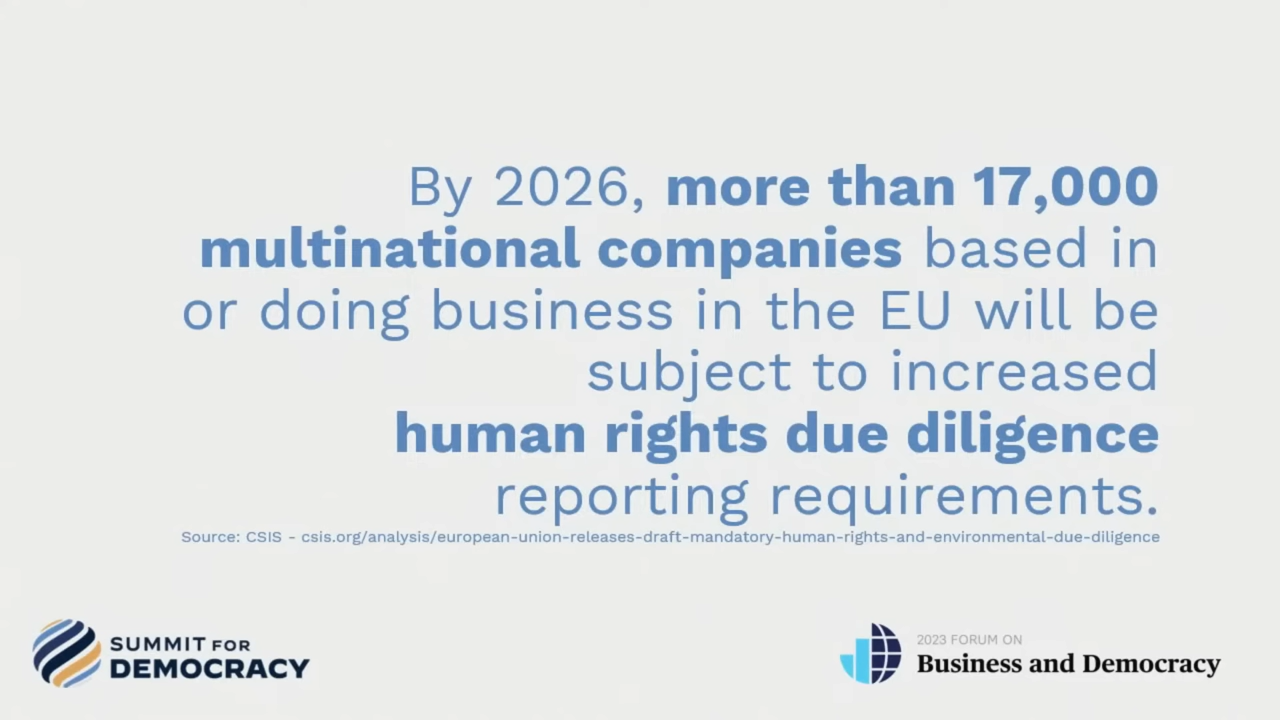 By 2026, more than 17,000
multinational companies based in
or doing business in the EU will be
subject to increased
human rights due diligence
reporting requirements.
Source: CSIS - csis.org/analysis/european-union-releases-draft-mandatory-human-rights-and-environmental-due-diligence
SUMMIT FOR
DEMOCRACY
2023 FORUM ON
Business and Democracy